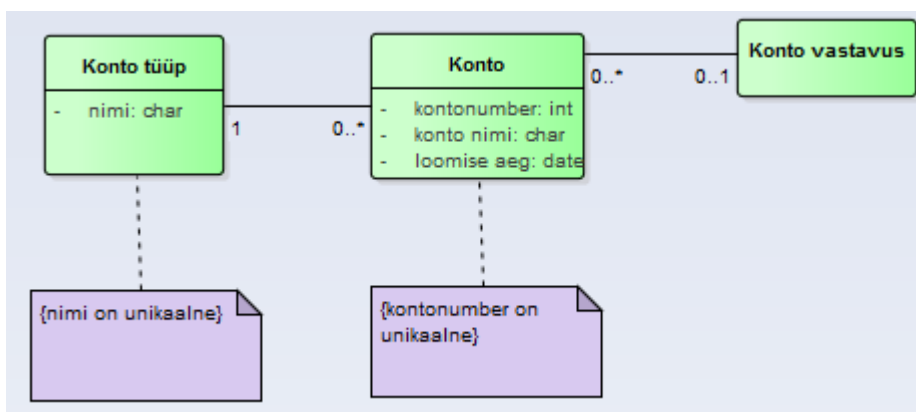 Konto tüüp
- nimi: char
1
0..*
Konto
- kontonumber: int
- konto nimi: char
- loomise aeg: date
0..*
0..1
Konto vastavus
{nimi on unikaalne}
{kontonumber on
unikaalne}